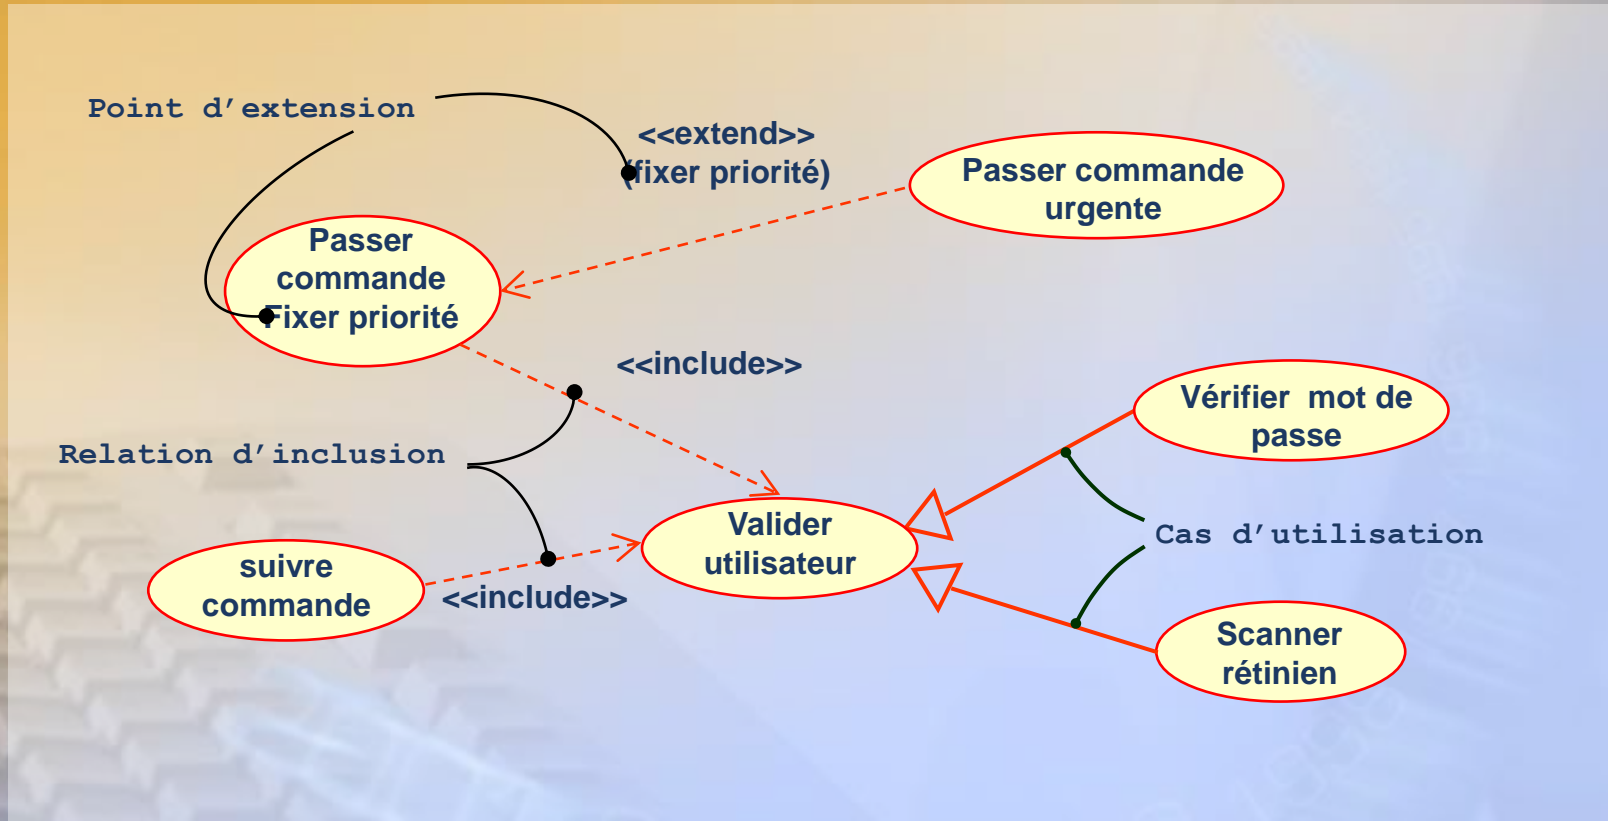 Point d’extension
<<extend>>
(fixer priorité)
Passer commande
urgente
Passer
commande
Fixer priorité
<<include>>
Vérifier  mot de
passe
Relation d’inclusion
Valider
utilisateur
Cas d’utilisation
suivre
commande
<<include>>
Scanner
rétinien